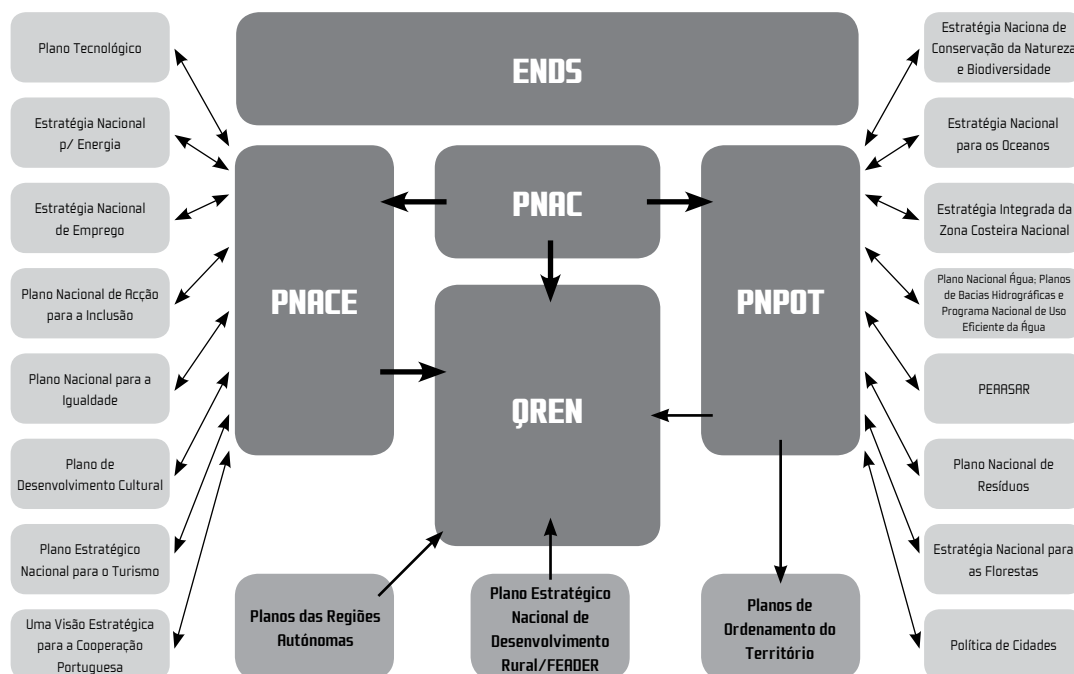 Plano Tecnológico
Estratégia Nacional
p/ Energia
Estratégia Nacional
de Emprego
Plano Nacional de Acção
para a Inclusão
Plano Nacional para a
Igualdade
Plano de
Desenvolvimento Cultural
Plano Estratégico
Nacional para o Turismo
Uma Visão Estratégica
para a Cooperação
Portuguesa
ENDS
PNACE
PNAC
PNPOT
QREN
Planos das Regiões
Autónomas
Plano Estratégico
Nacional de
Desenvolvimento
Rural/FEADER
Planos de
Ordenamento do
Território
Estratégia Naciona de
Conservação da Natureza
e Biodiversidade
Estratégia Nacional
para os Oceanos
Estratégia Integrada da
Zona Costeira Nacional
Plano Nacional Água; Planos
de Bacias Hidrográficas e
Programa Nacional de Uso
Eficiente da Água
PEAASAR
Plano Nacional de
Resíduos
Estratégia Nacional para
as Florestas
Política de Cidades